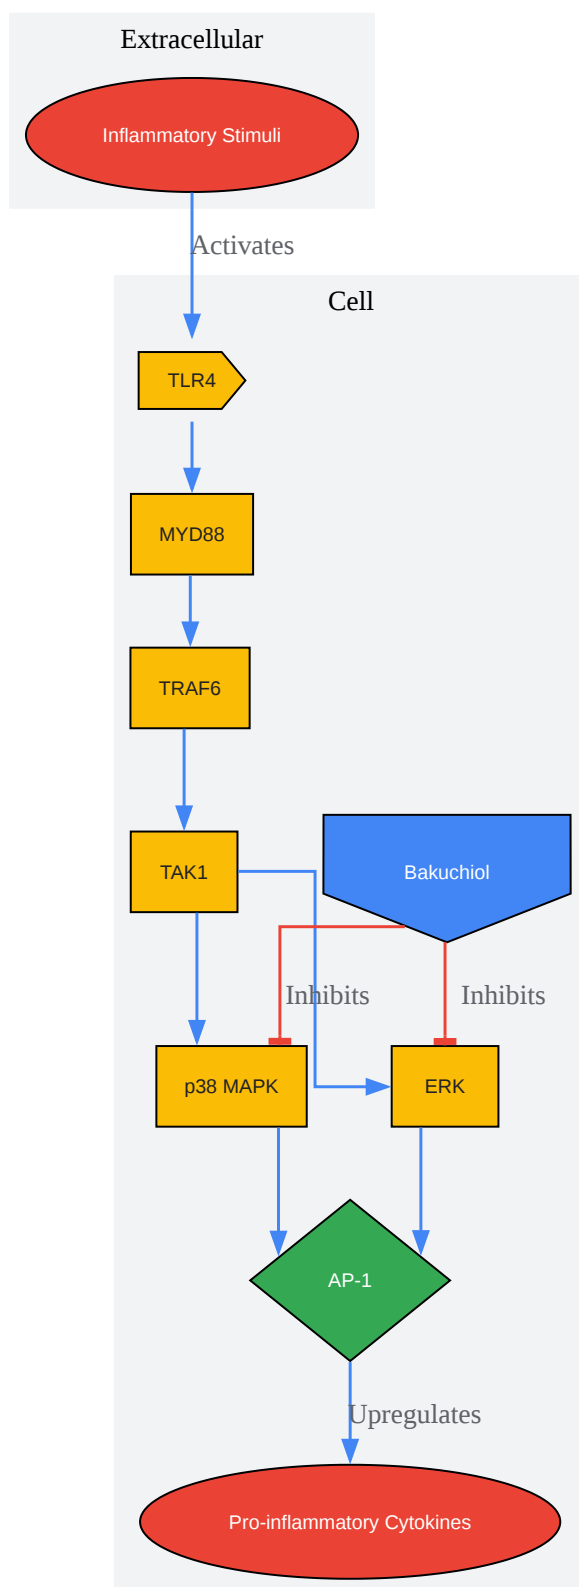 Extracellular
Inflammatory Stimuli
Activates
Cell
TLR4
MYD88
TRAF6
TAK1
Bakuchiol
Inhibits
Inhibits
p38 MAPK
ERK
AP-1
Upregulates
Pro-inflammatory Cytokines